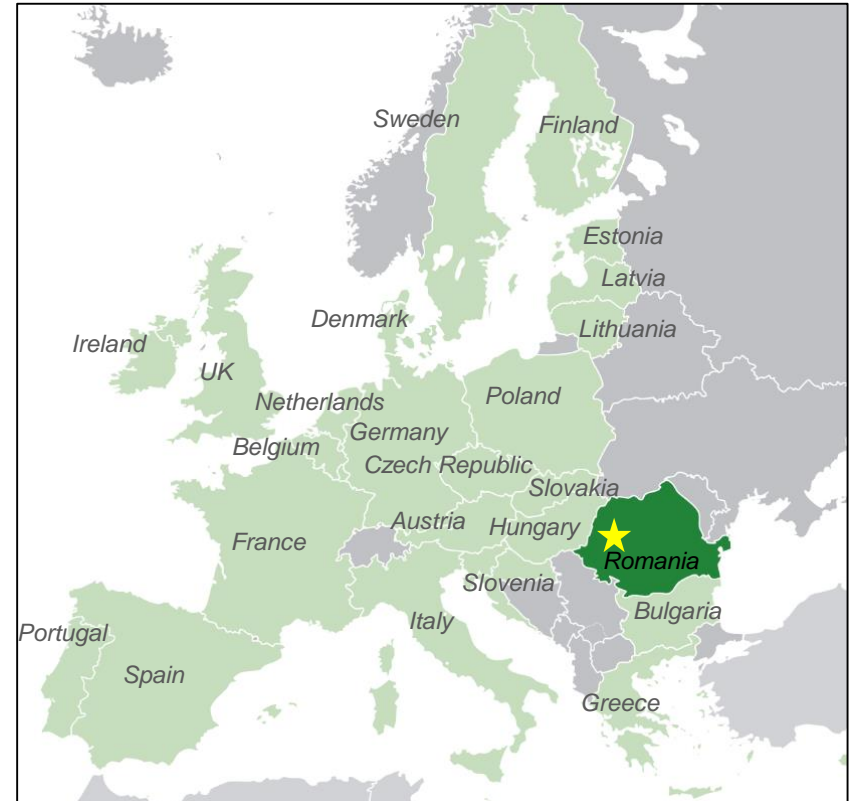 Sweden
Finland
Estonia
Latvia
Denmark
Lithuania
Ireland
UK
Netherlands
Poland
Germany
Belgium
Czech Republic
Slovakia
Austria
Hungary
France
Romania
Slovenia
Bulgaria
Italy
Portugal
Spain
Greece